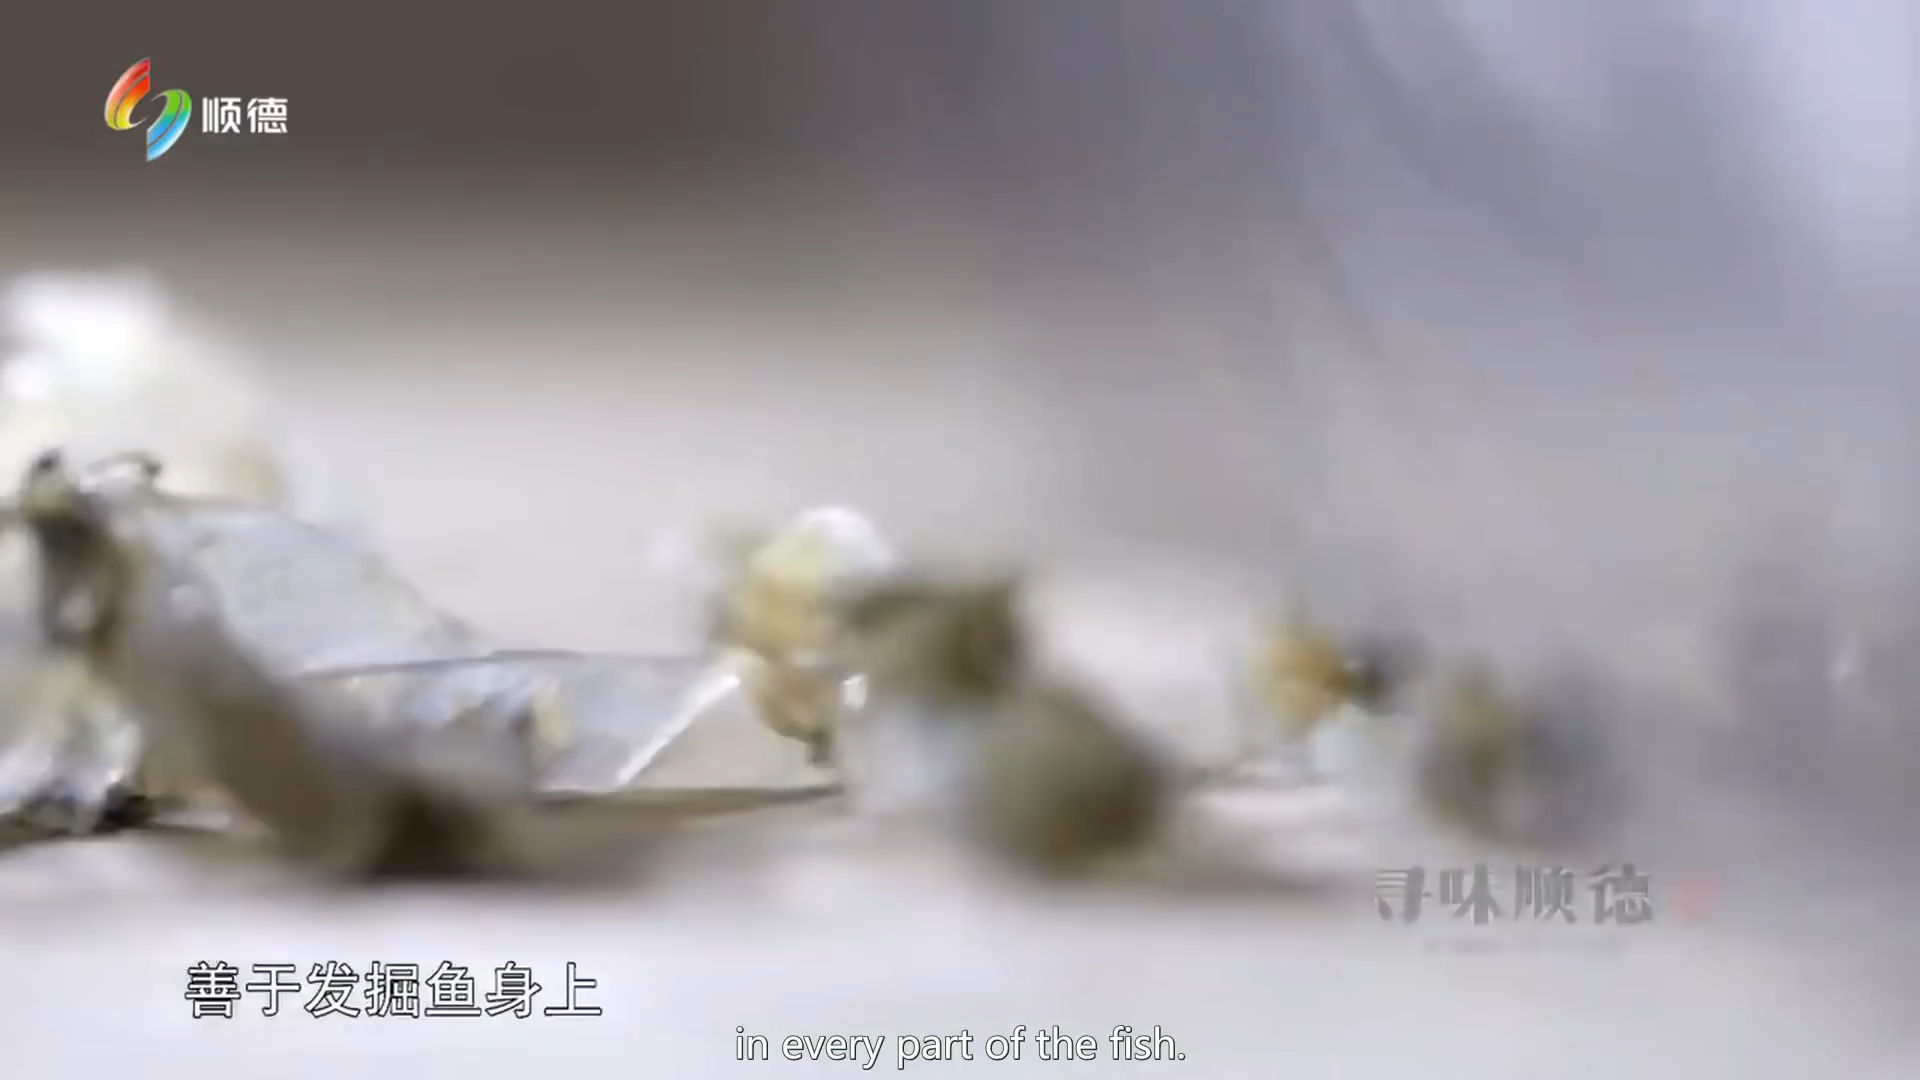 顺德
寻味顺德
善于发掘鱼身上
in every part of the fish.